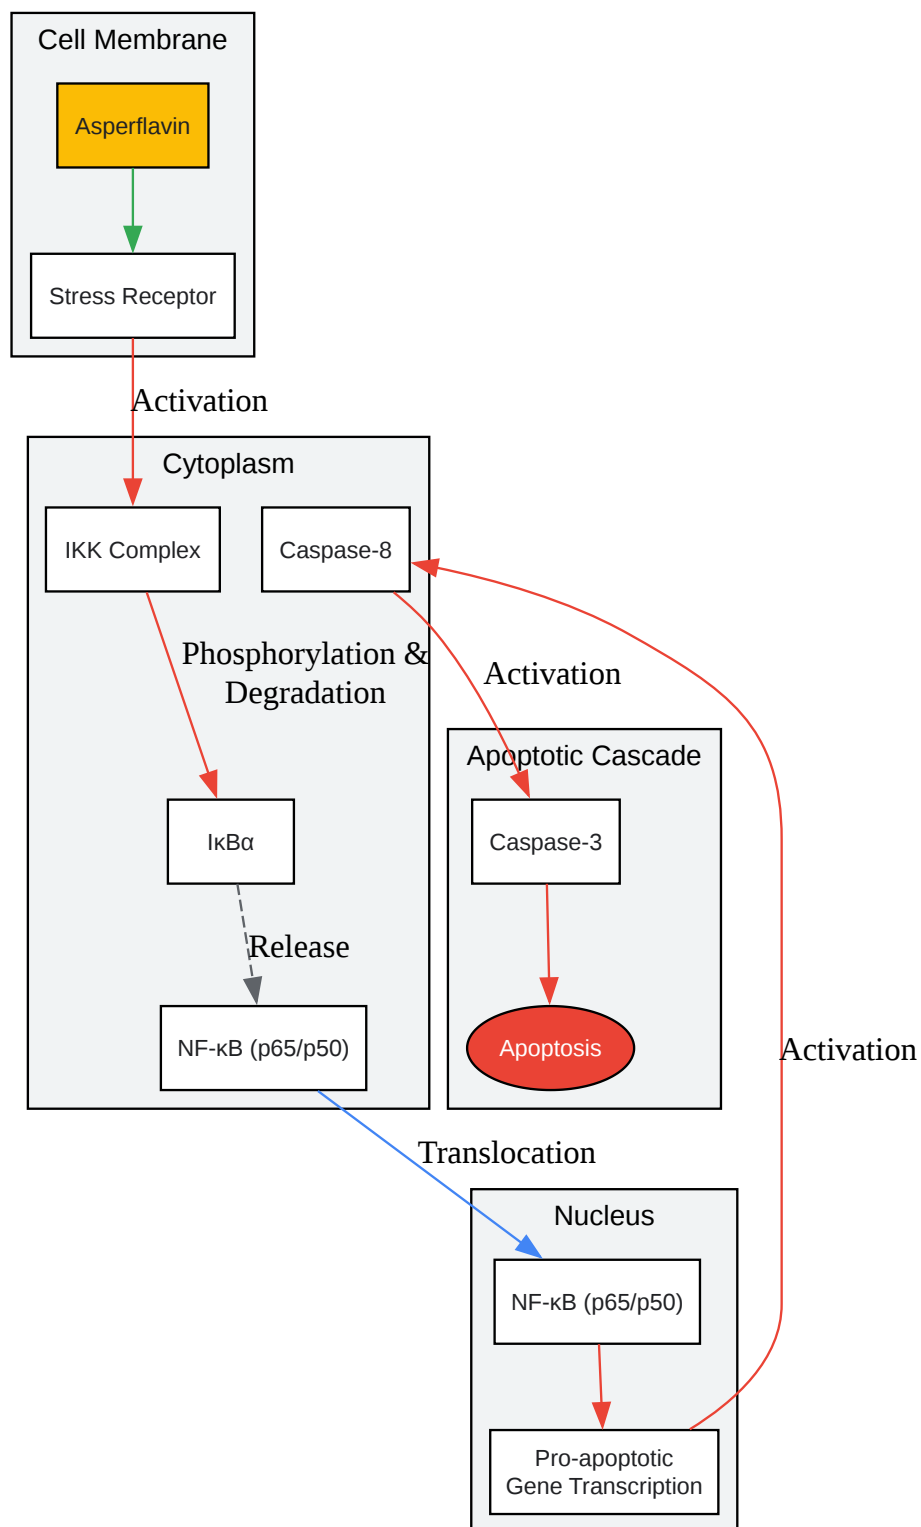 Cell Membrane
Asperflavin
Stress Receptor
Activation
Cytoplasm
IKK Complex
Caspase-8
Phosphorylation &
Degradation
Activation
Apoptotic Cascade
Caspase-3
IκBα
Release
NF-κB (p65/p50)
Apoptosis
Activation
Translocation
Nucleus
NF-κB (p65/p50)
Pro-apoptotic
Gene Transcription